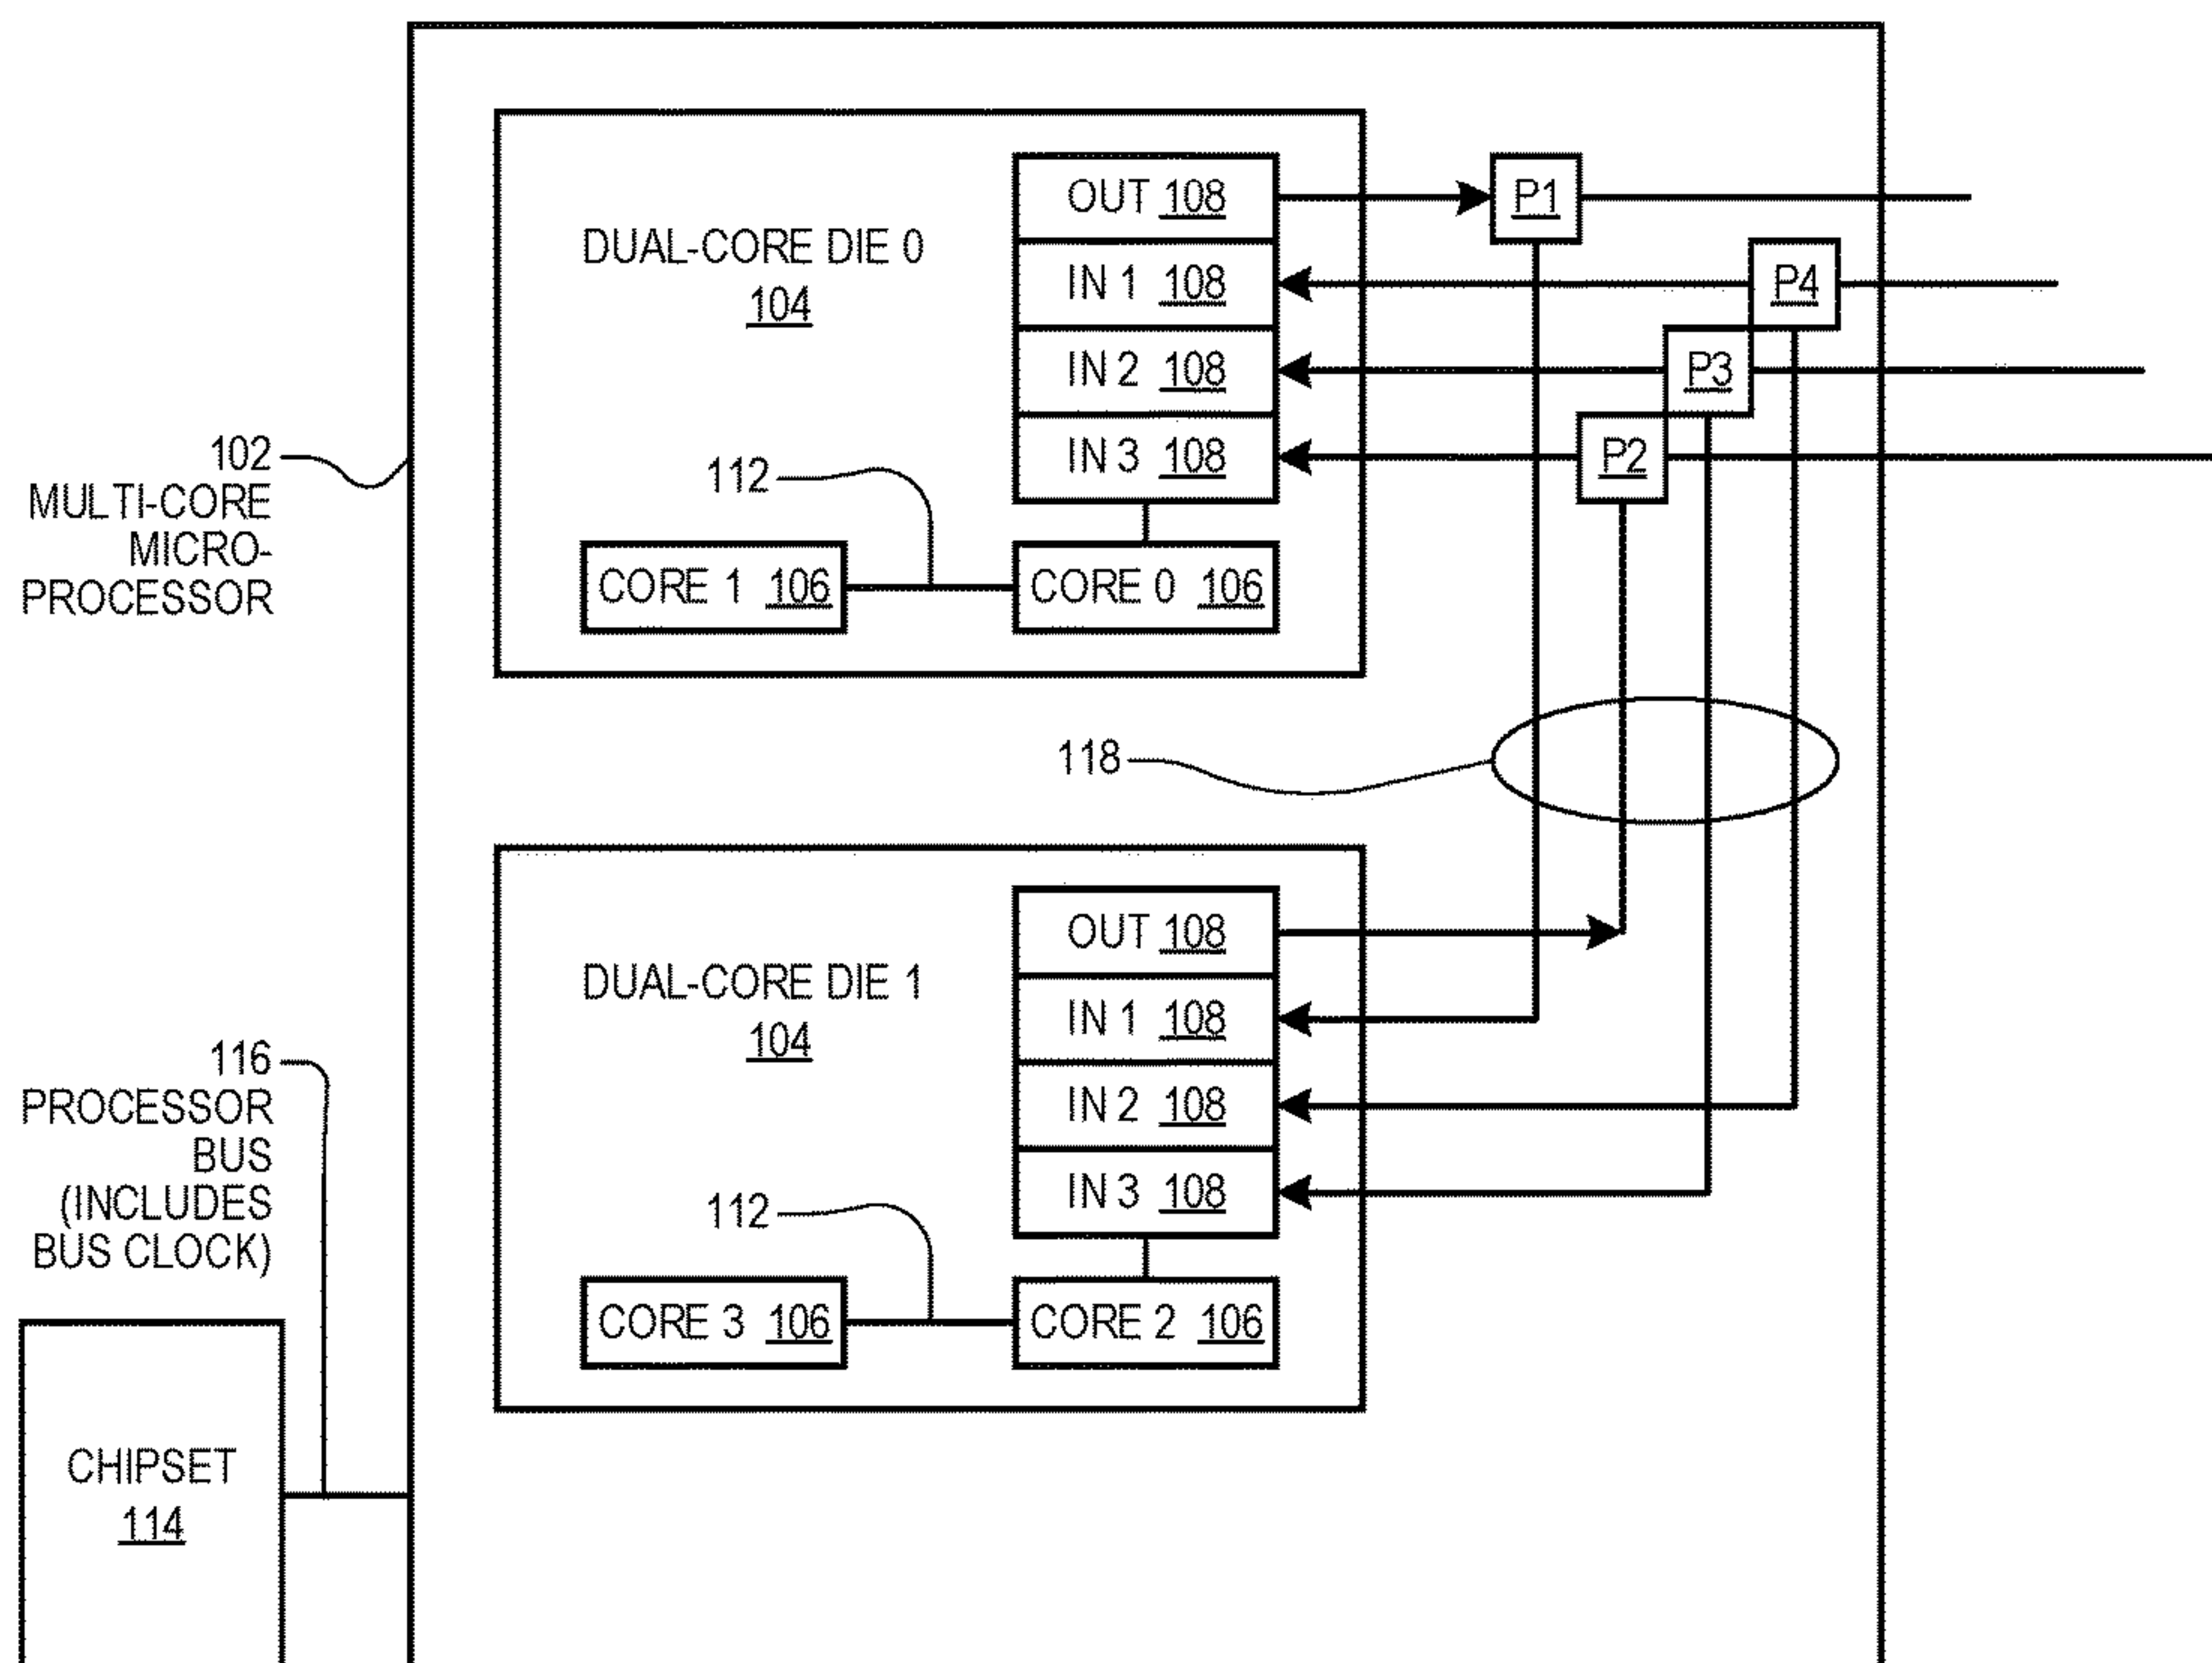 DUAL-CORE DIE 0
104
OUT 108
IN 1 108
IN 2 108
IN 3 108
P1
P4
P3
P2
112
CORE 1 106
CORE 0 106
102
MULTI-CORE
MICRO-
PROCESSOR
118
DUAL-CORE DIE 1
104
OUT 108
IN 1 108
IN 2 108
IN 3 108
112
CORE 3 106
CORE 2 106
116
PROCESSOR
BUS
(INCLUDES
BUS CLOCK)
CHIPSET
114